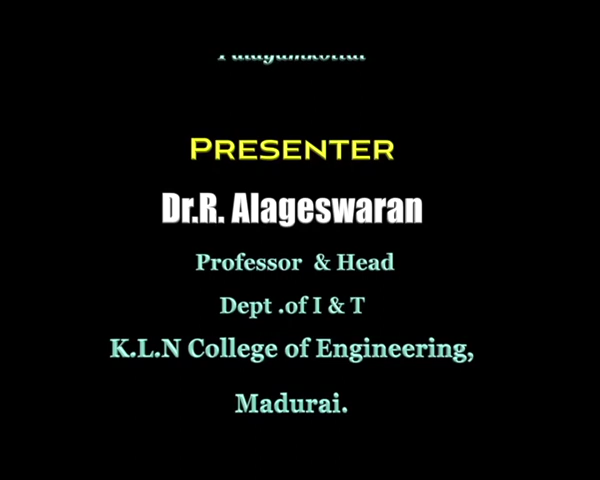 PRESENTER
Dr.R. Alageswaran
Professor & Head
Dept .of I & T
K.L.N College of Engineering,
Madurai.